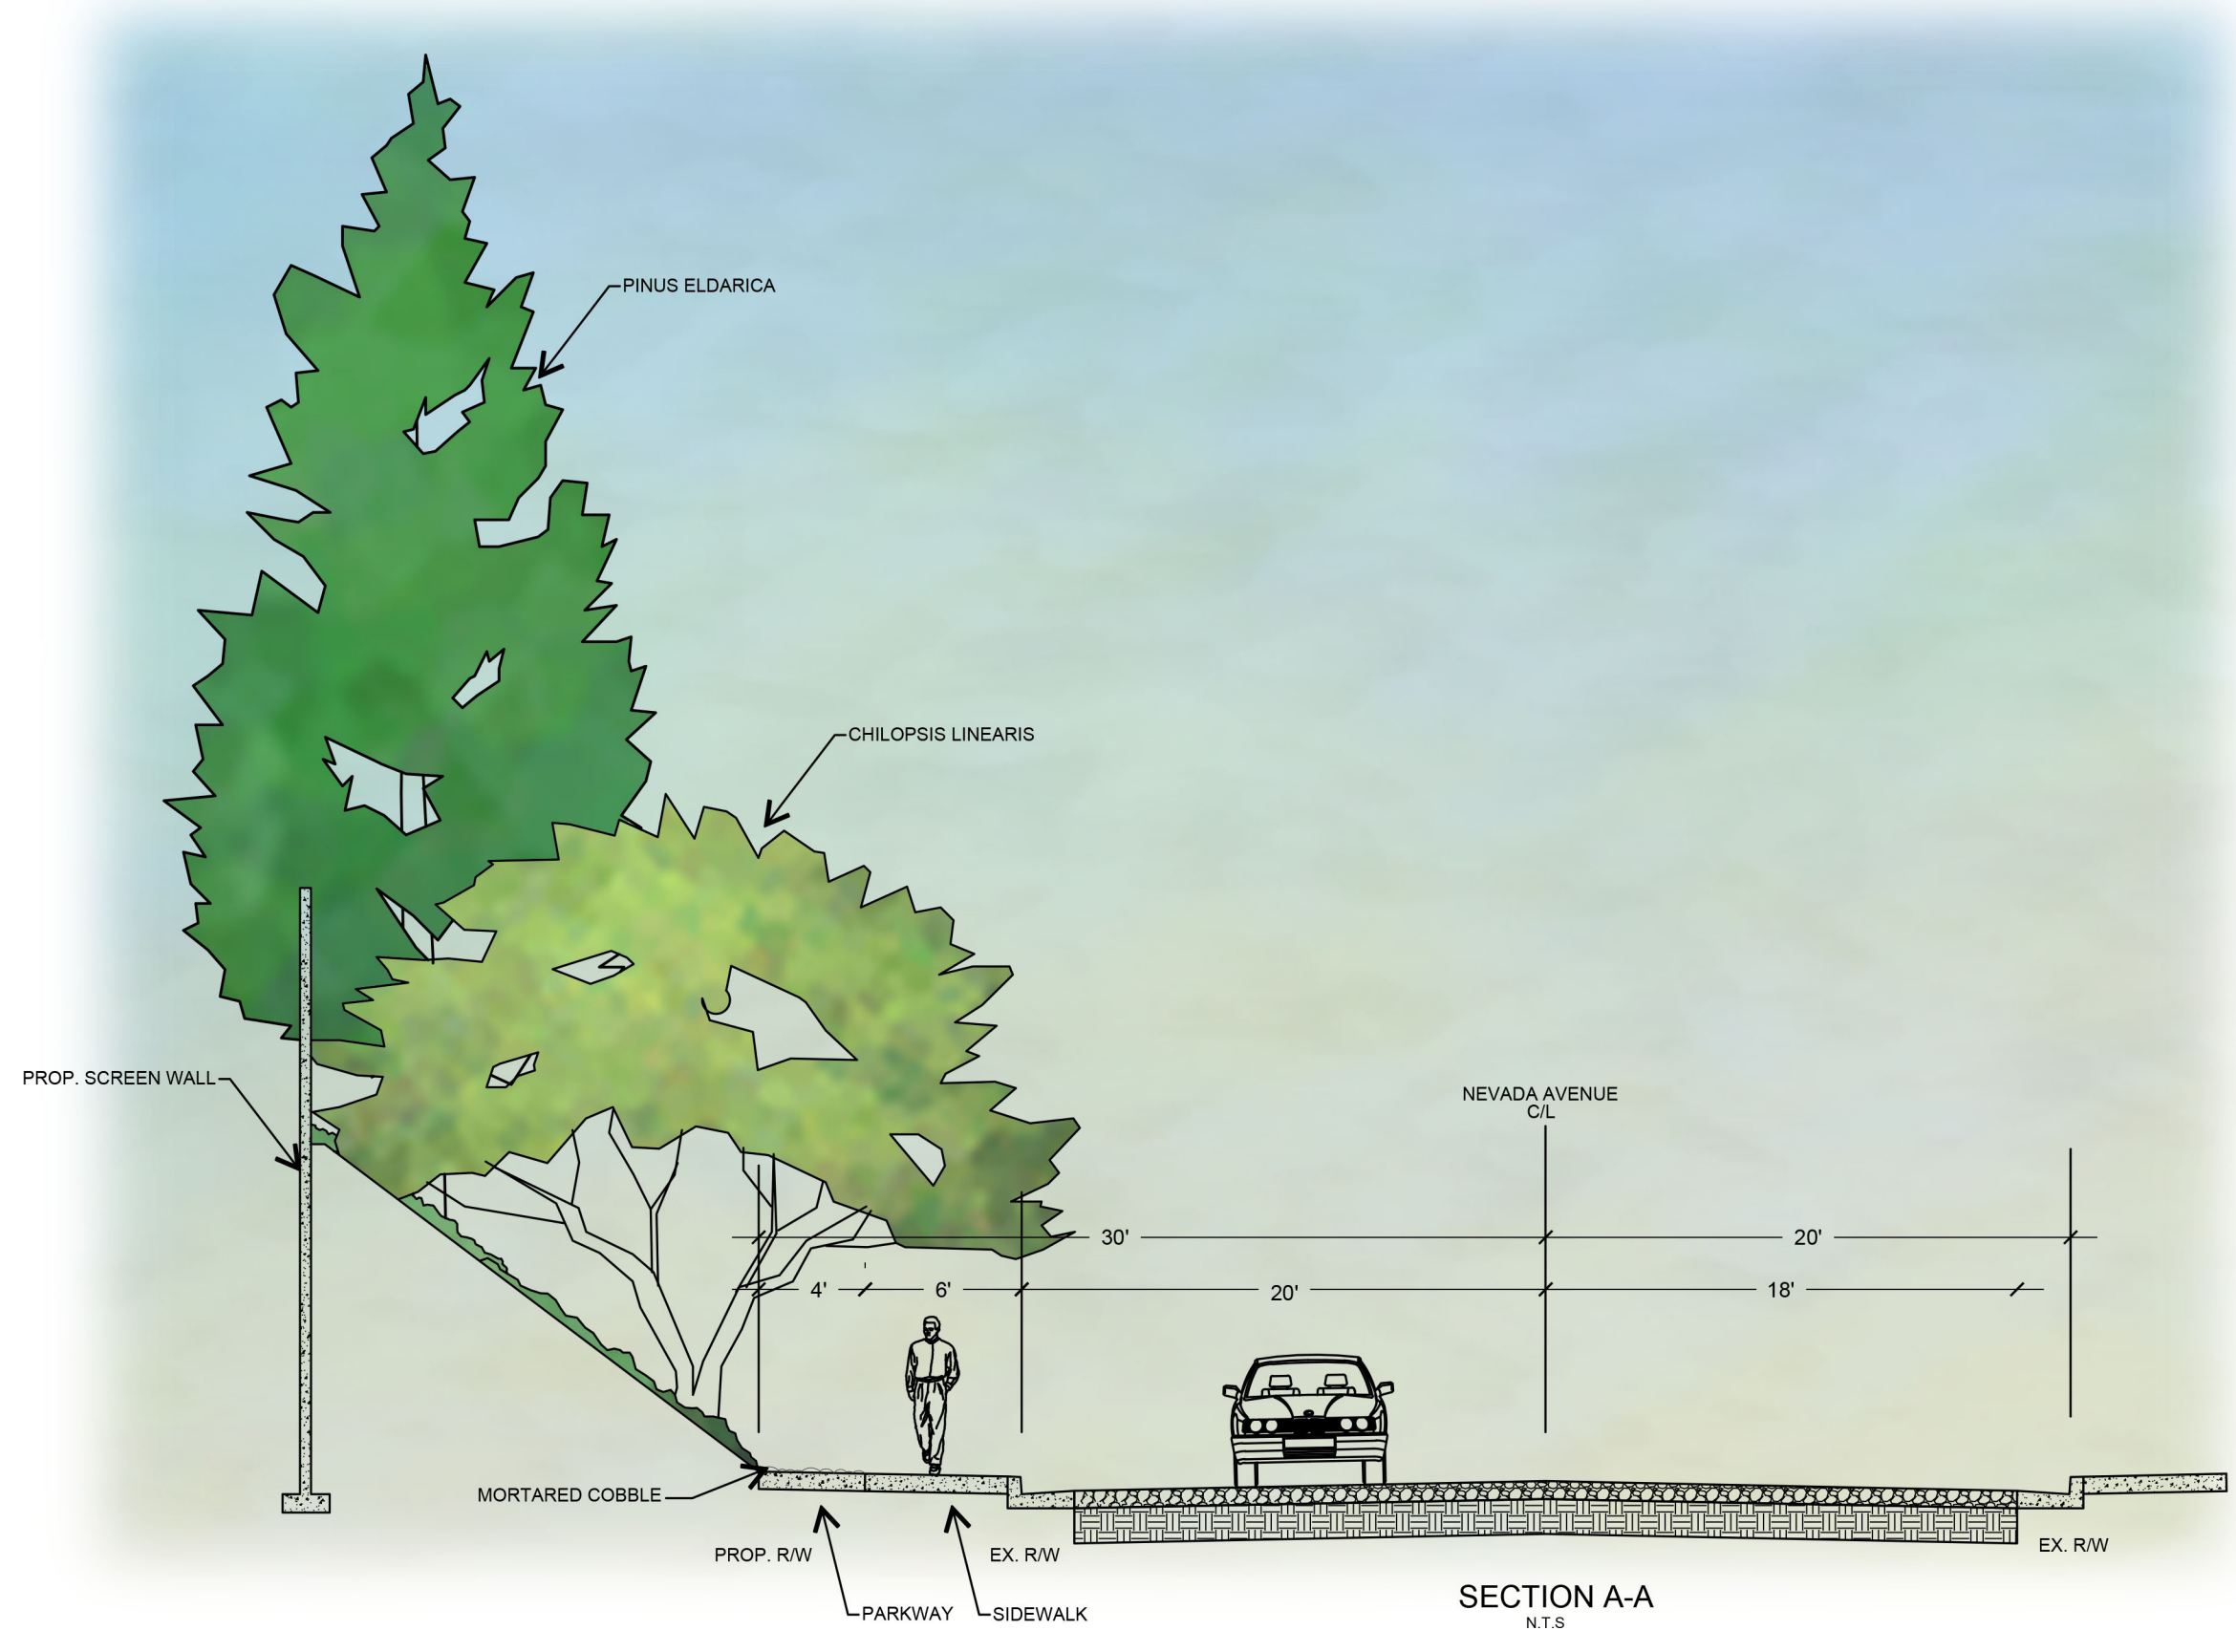 PINUS ELDARICA
CHILOPSIS LINEARIS
PROP. SCREEN WALL
NEVADA AVENUE
C/L
30'
20'
4'
6'
20'
18'
MORTARED COBBLE
PROP. R/W
EX. R/W
EX. R/W
PARKWAY
SIDEWALK
SECTION A-A
N.T.S